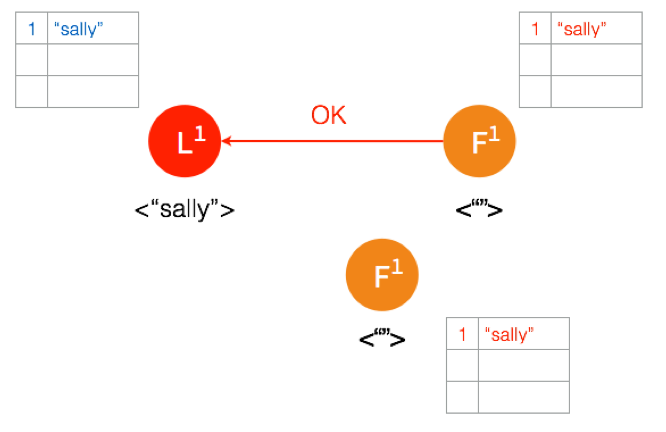 1 “sally”
1 “sally”
OK
L1
F1
<“sally”>
<“”>
F1
<“”>
1 “sally”